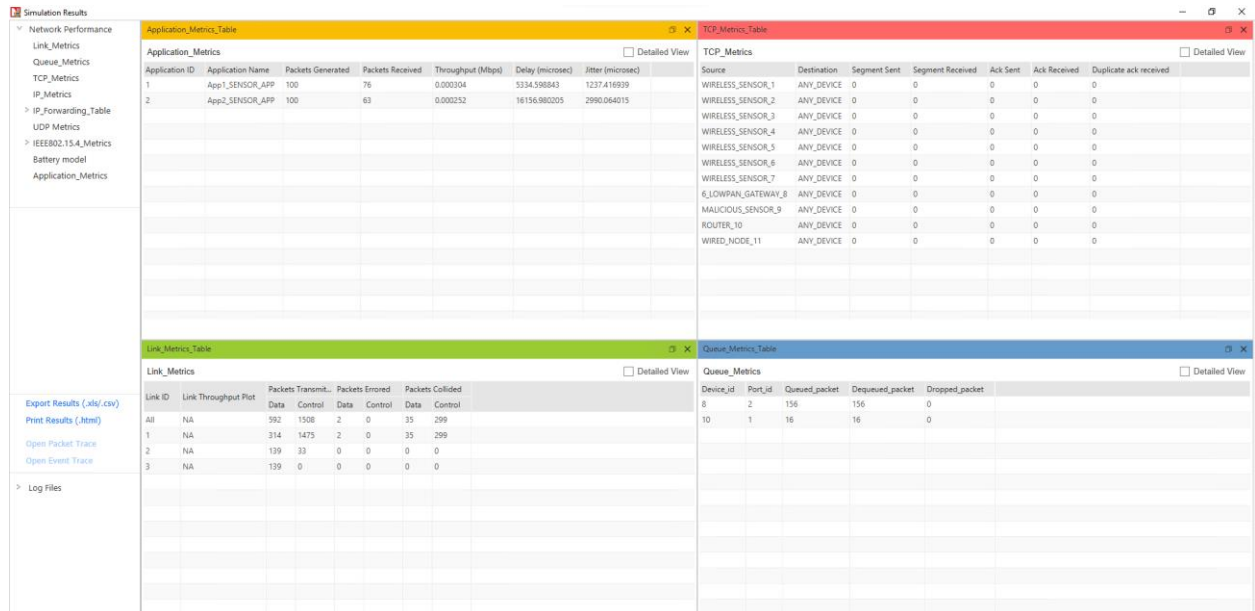 Simulation Results
Network Performance
Link_Metrics
Queue_Metrics
TCP_Metrics
IP_Metrics
IP_Forwarding_Table
UDP Metrics
IEEE802.15.4_Metrics
Battery model
Application_Metrics
Export Results (.xls/.csv)
Print Results (.html)
Open Packet Trace
Open Event Trace
Log Files
Application_Metrics_Table
Application_Metrics Detailed View
Application ID Application Name Packets Generated Packets Received Throughput (Mbps) Delay (microsec) Jitter (microsec)
1 App1_SENSOR_APP 100 76 0.000304 5334.598843 1237.416939
2 App2_SENSOR_APP 100 63 0.000252 16156.980205 2990.064015
TCP_Metrics_Table
TCP_Metrics Detailed View
Source Destination Segment Sent Segment Received Ack Sent Ack Received Duplicate ack received
WIRELESS_SENSOR_1 ANY_DEVICE 0 0 0 0 0
WIRELESS_SENSOR_2 ANY_DEVICE 0 0 0 0 0
WIRELESS_SENSOR_3 ANY_DEVICE 0 0 0 0 0
WIRELESS_SENSOR_4 ANY_DEVICE 0 0 0 0 0
WIRELESS_SENSOR_5 ANY_DEVICE 0 0 0 0 0
WIRELESS_SENSOR_6 ANY_DEVICE 0 0 0 0 0
WIRELESS_SENSOR_7 ANY_DEVICE 0 0 0 0 0
6_LOWPAN_GATEWAY_8 ANY_DEVICE 0 0 0 0 0
MALICIOUS_SENSOR_9 ANY_DEVICE 0 0 0 0 0
ROUTER_10 ANY_DEVICE 0 0 0 0 0
WIRED_NODE_11 ANY_DEVICE 0 0 0 0 0
Link_Metrics_Table
Link_Metrics Detailed View
Link ID Link Throughput Plot Packets Transmit... Packets Errored Packets Collided
Data Control Data Control Data Control
All NA 592 1508 2 0 35 299
1 NA 314 1475 2 0 35 299
2 NA 139 33 0 0 0 0
3 NA 139 0 0 0 0 0
Queue_Metrics_Table
Queue_Metrics Detailed View
Device_id Port_id Queued_packet Dequeued_packet Dropped_packet
8 2 156 156 0
10 1 16 16 0